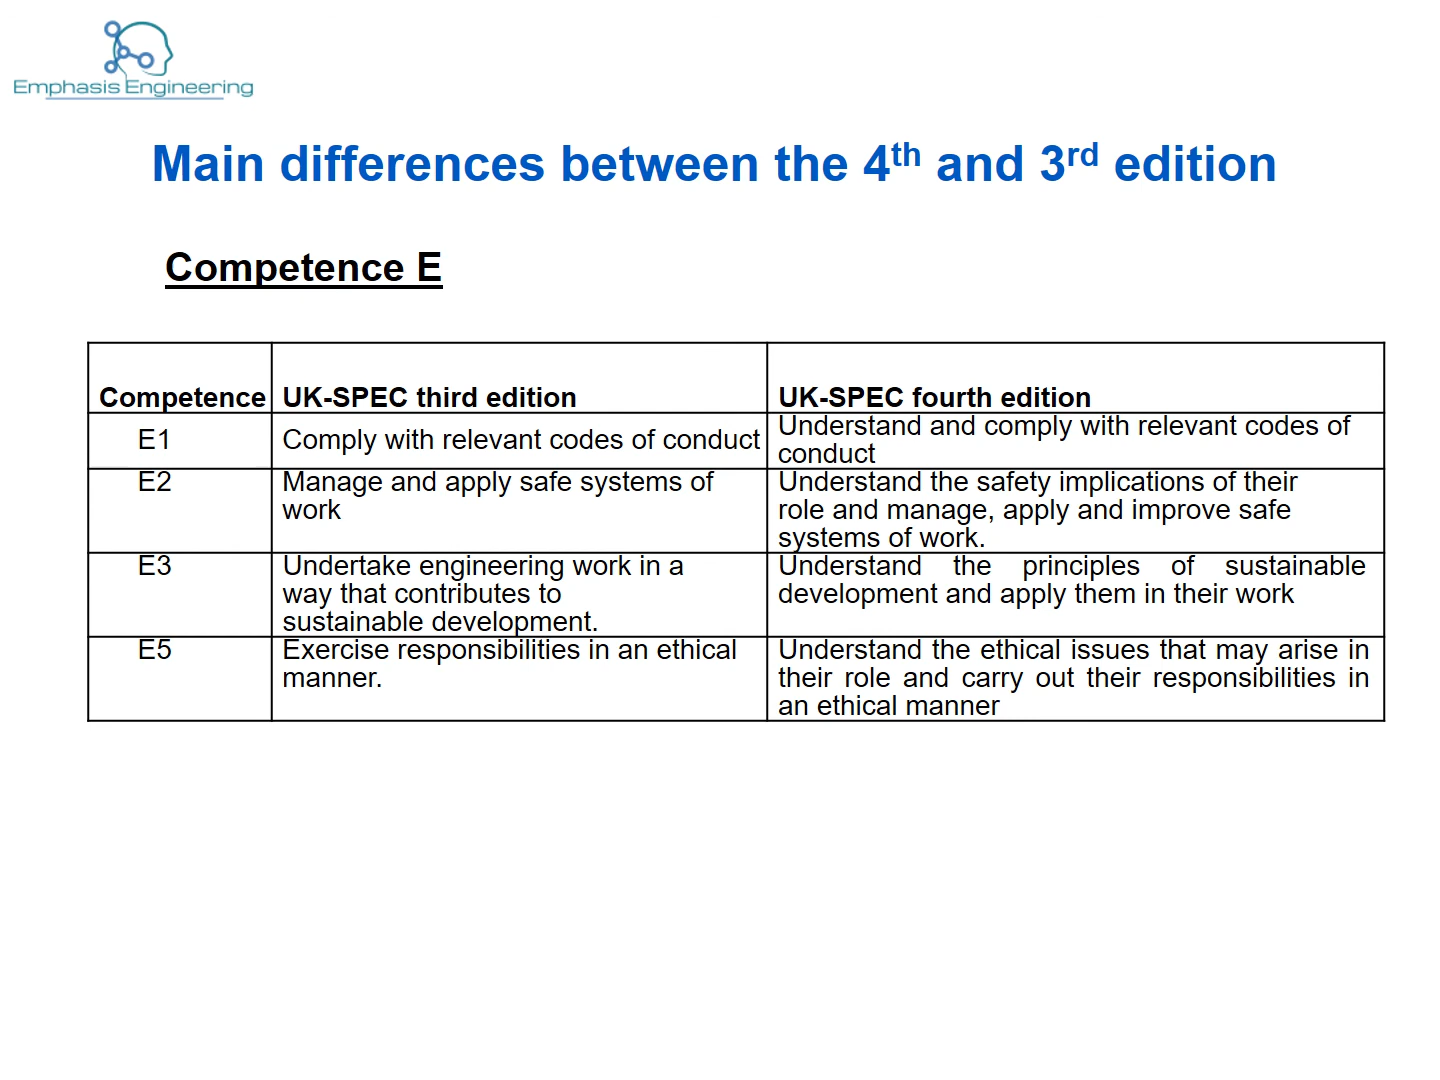 Emphasis Engineering
Main differences between the 4th and 3rd edition
Competence E
Competence
UK-SPEC third edition
UK-SPEC fourth edition
E1
Comply with relevant codes of conduct
Understand and comply with relevant codes of
conduct
E2
Manage and apply safe systems of
work
Understand the safety implications of their
role and manage, apply and improve safe
systems of work.
E3
Undertake engineering work in a
way that contributes to
sustainable development.
Understand the principles of sustainable
development and apply them in their work
E5
Exercise responsibilities in an ethical
manner.
Understand the ethical issues that may arise in
their role and carry out their responsibilities in
an ethical manner